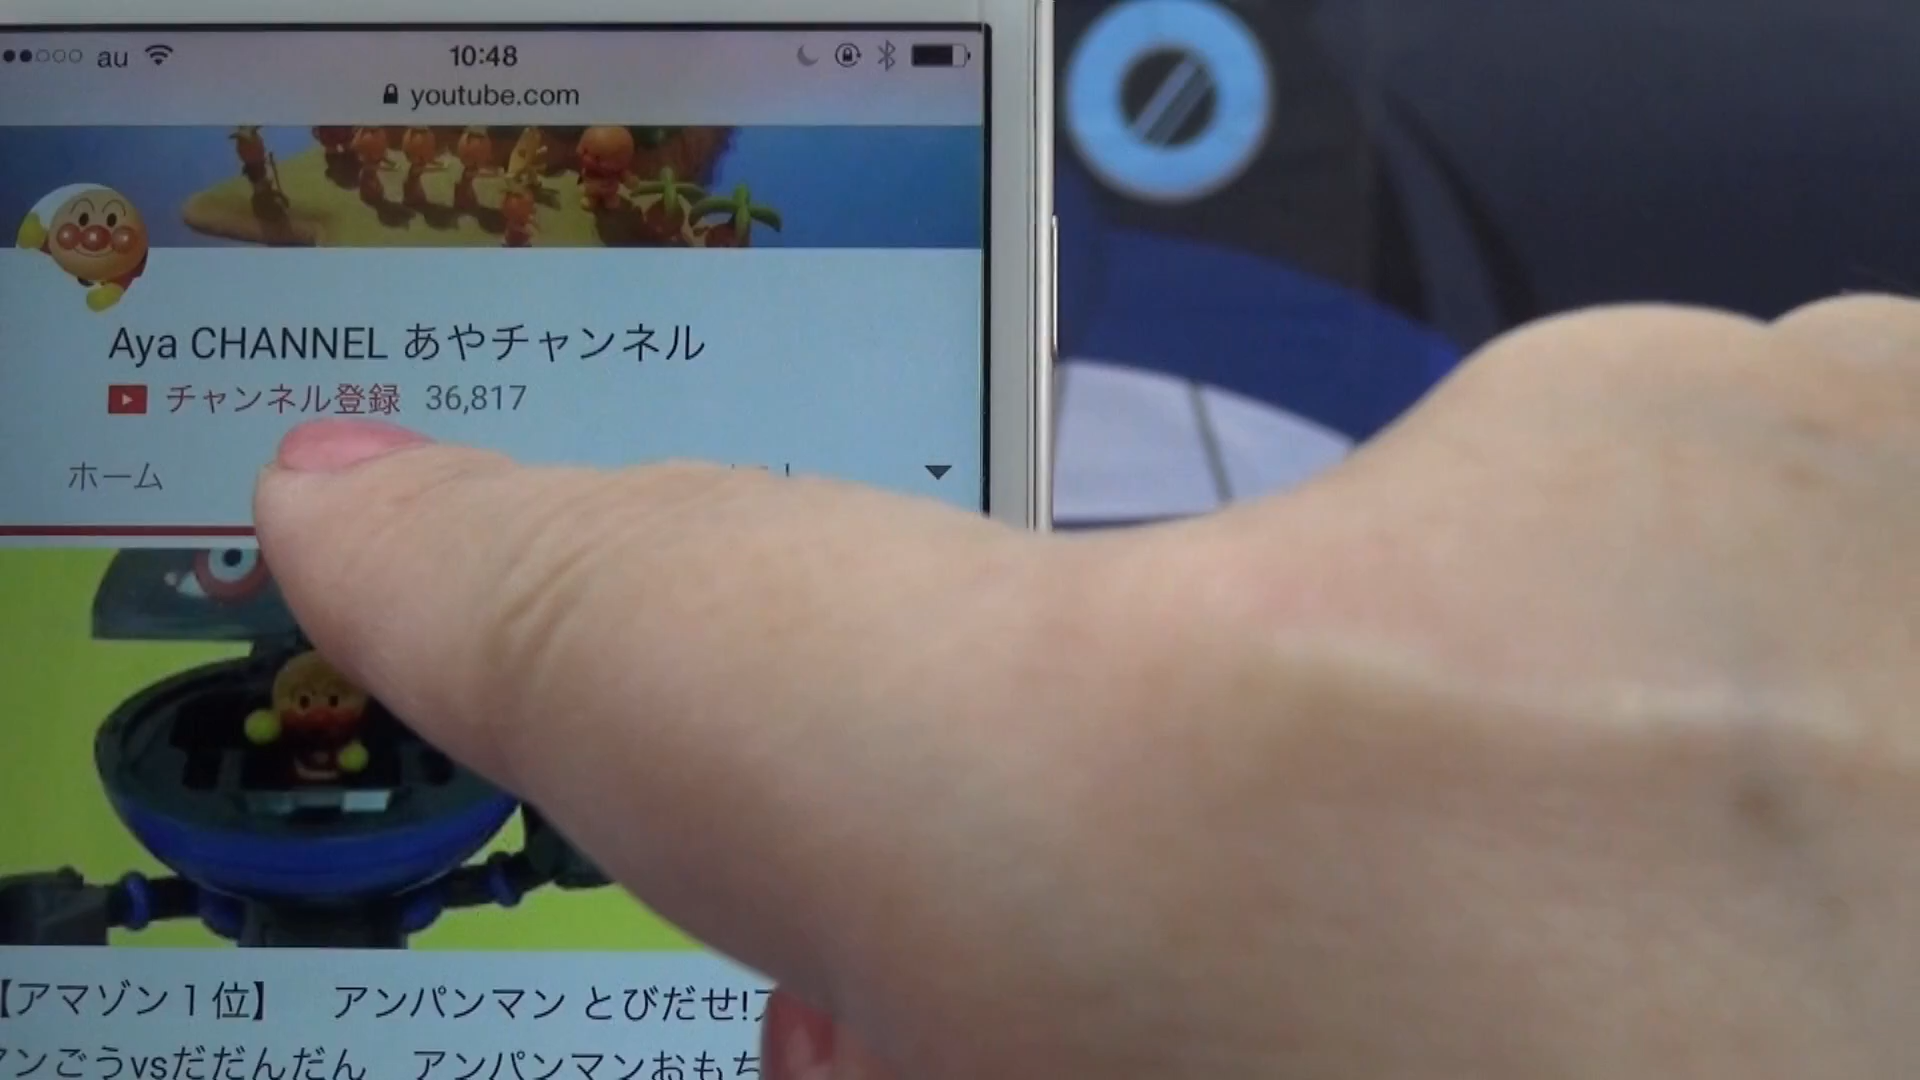 au 10:48
youtube.com
Aya CHANNEL あやチャンネル
チャンネル登録 36,817
ホーム
【アマゾン１位】 アンパンマン とびだせ!
ンごうvsだだんだん アンパンマンおもち